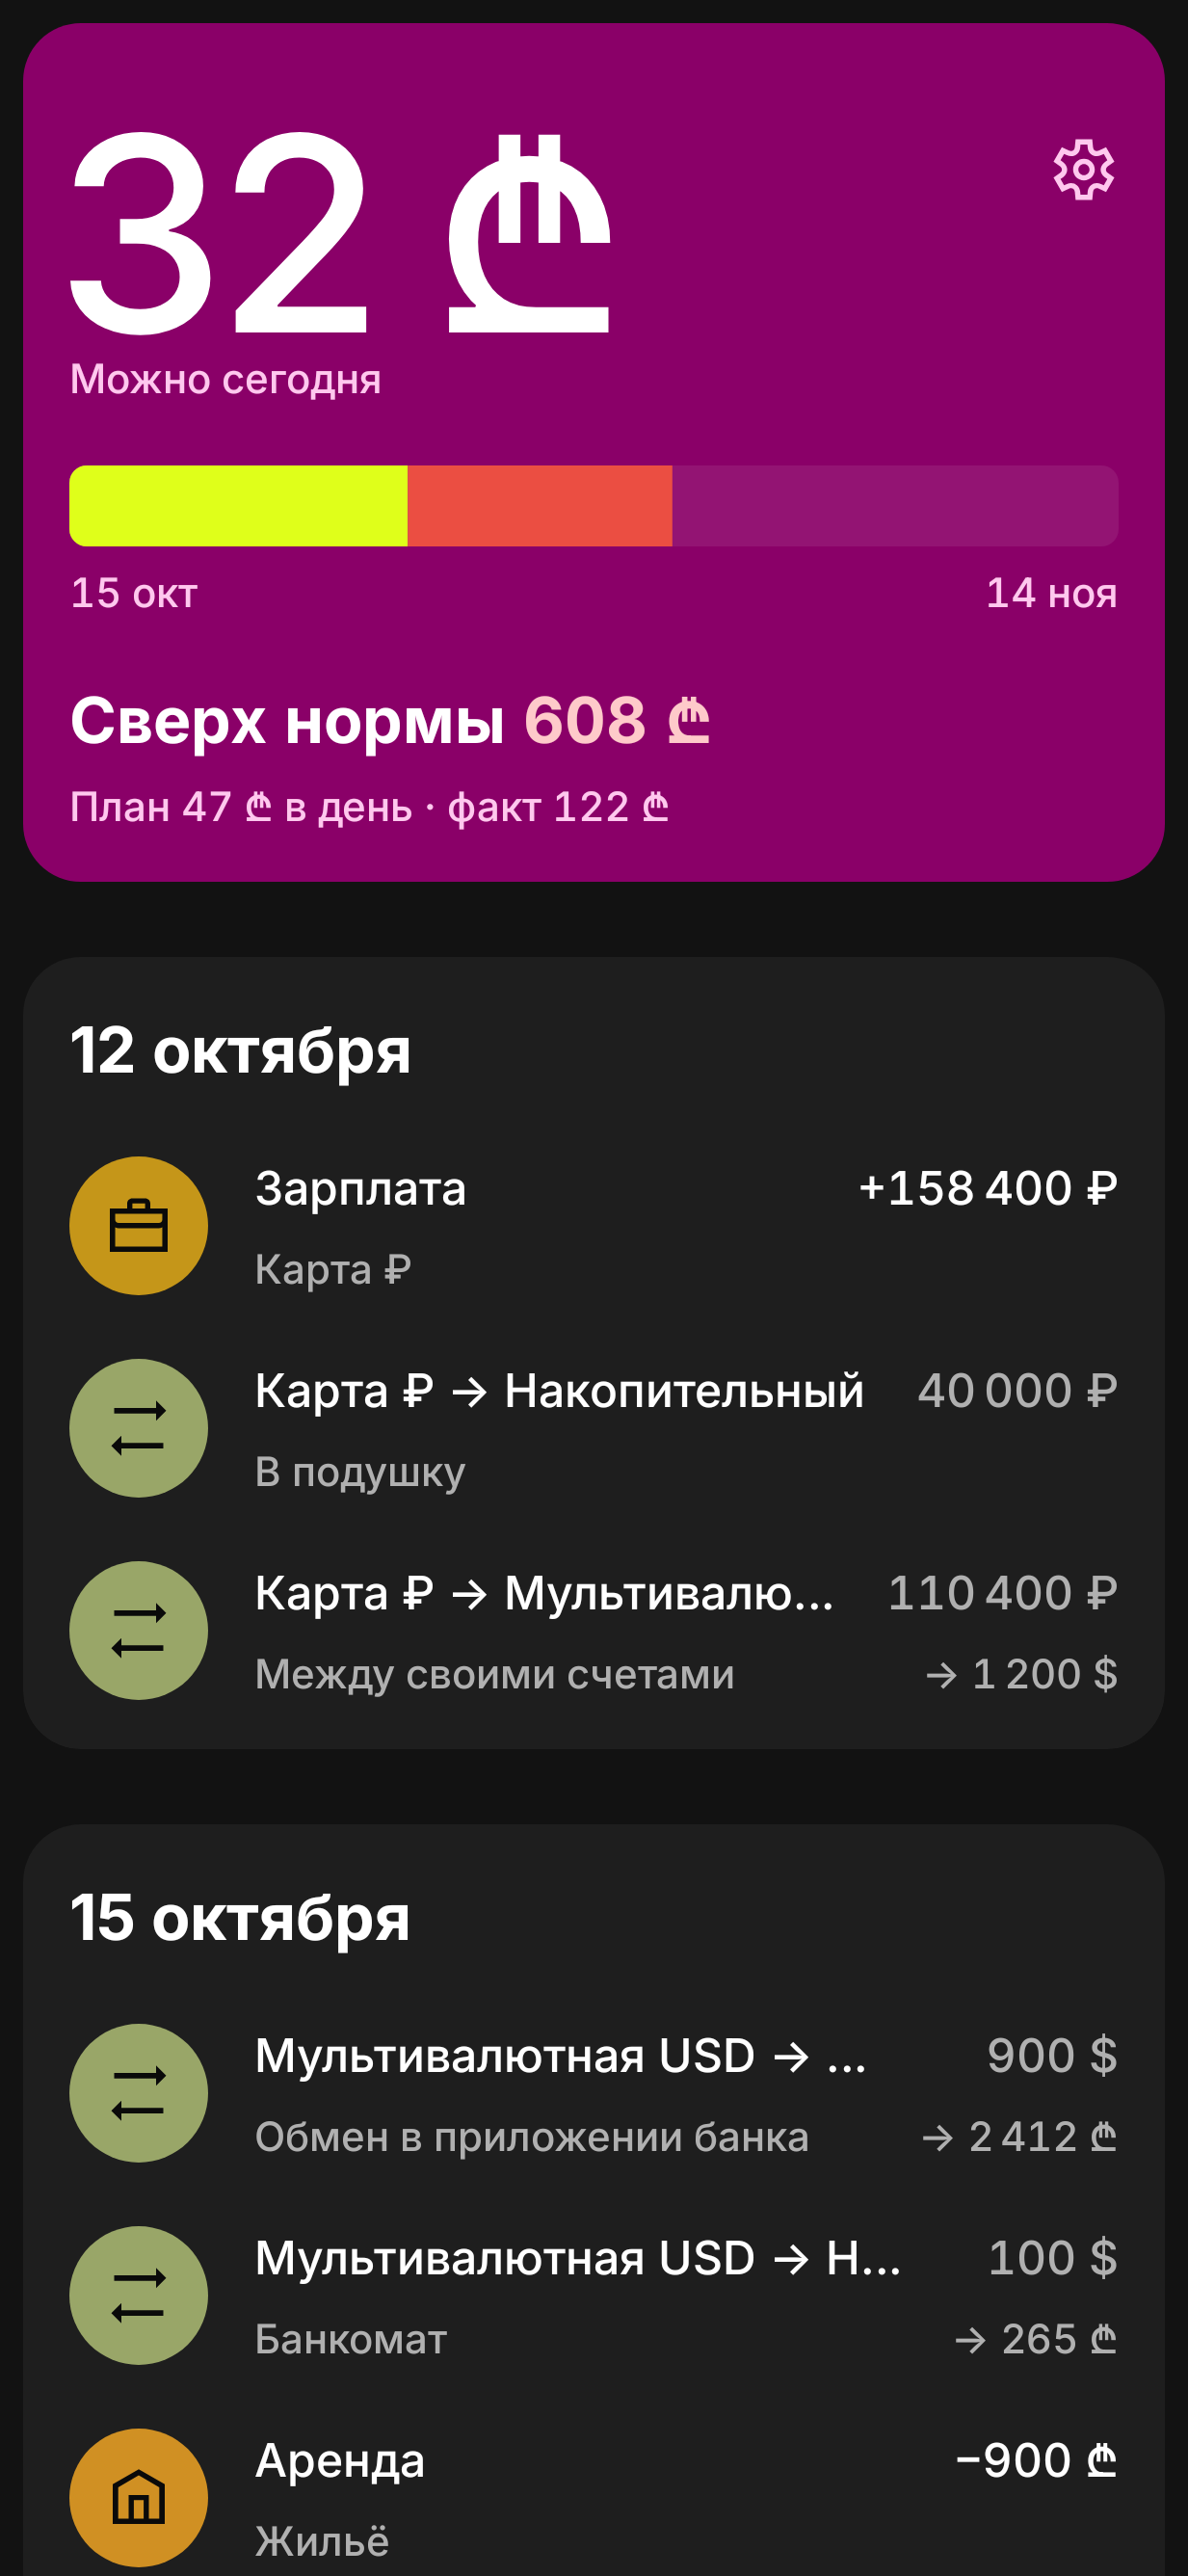 32 ₾
Можно сегодня
15 окт 14 ноя
Сверх нормы 608 ₾
План 47 ₾ в день · факт 122 ₾
12 октября
Зарплата +158 400 ₽
Карта ₽
Карта ₽ → Накопительный 40 000 ₽
В подушку
Карта ₽ → Мультивалю... 110 400 ₽
Между своими счетами → 1 200 $
15 октября
Мультивалютная USD → ... 900 $
Обмен в приложении банка → 2 412 ₾
Мультивалютная USD → Н... 100 $
Банкомат → 265 ₾
Аренда −900 ₾
Жильё